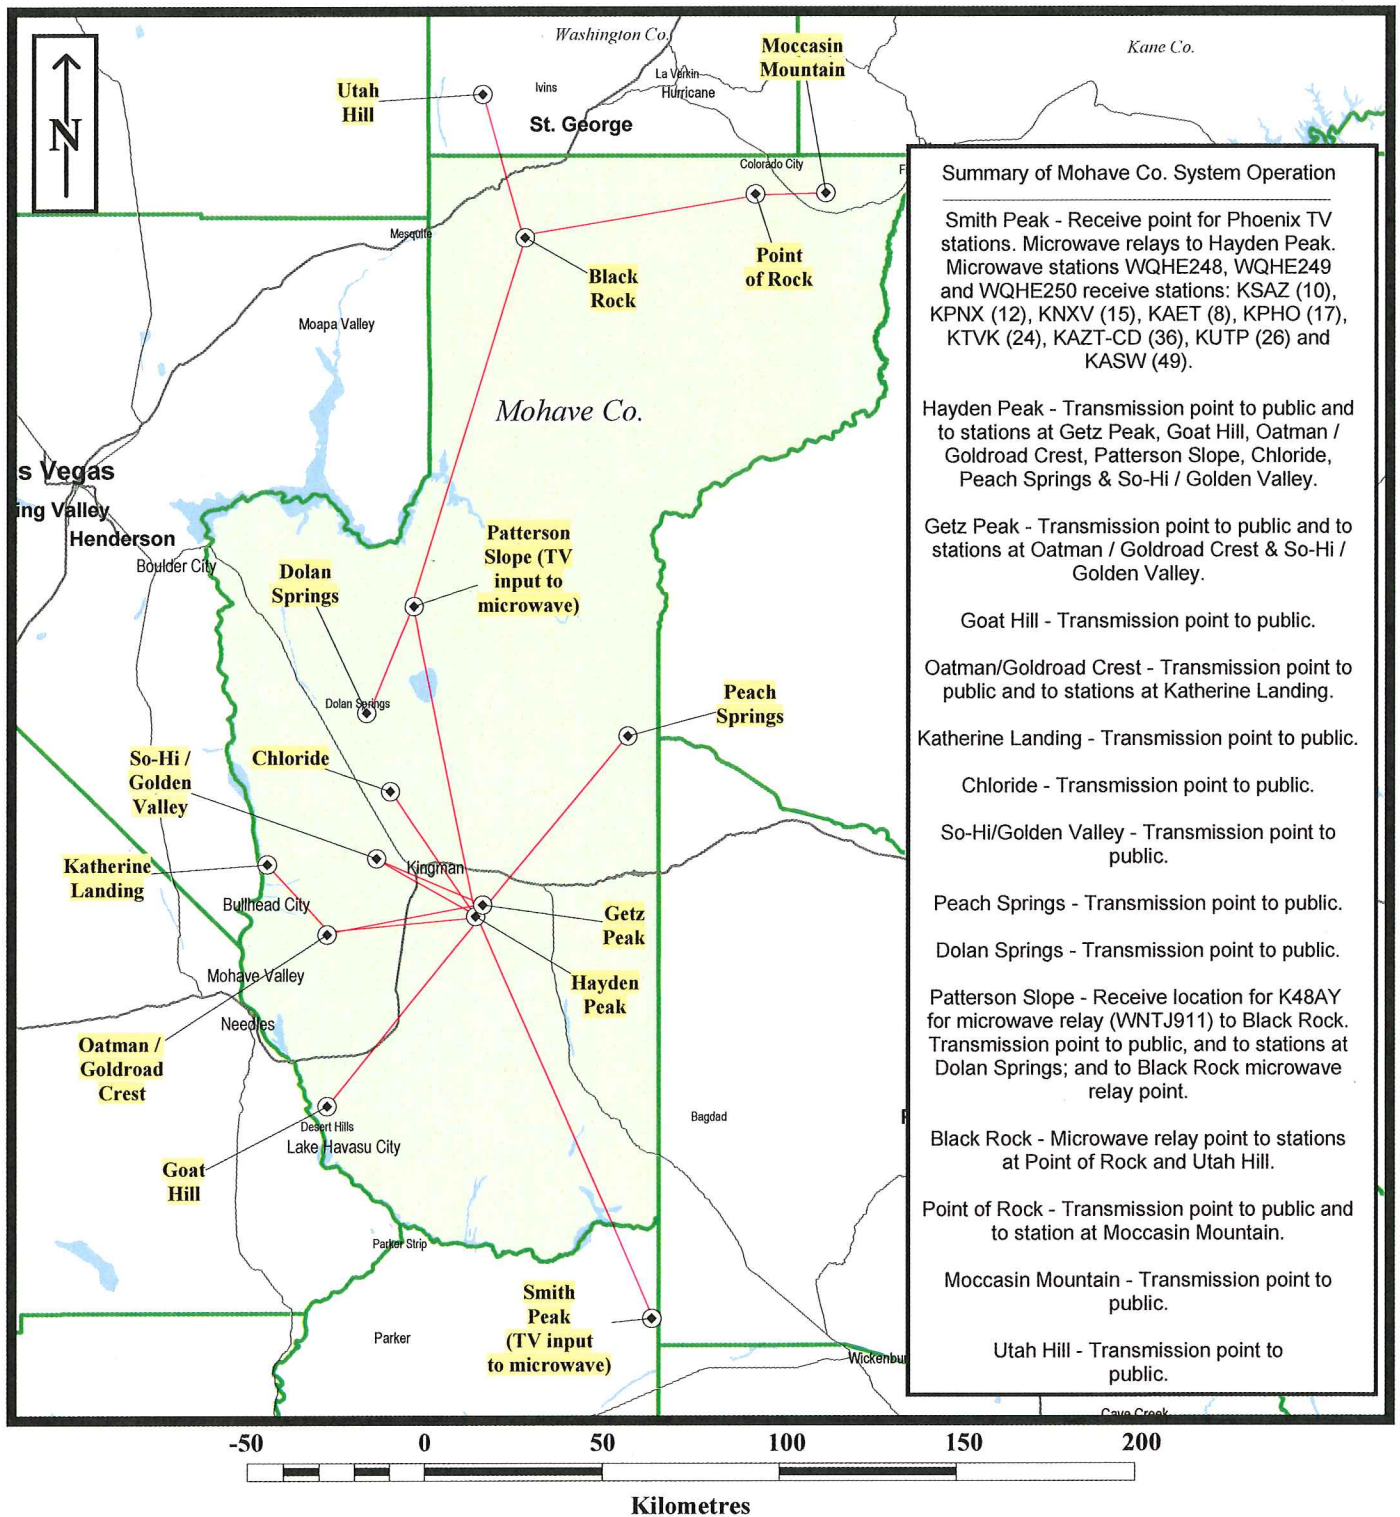 Washington Co.
Kane Co.
Moccasin
Mountain
La Verkin
Hurricane
Utah
Hill
Ivins
St. George
N
Colorado City
F
Mesquite
Point
of Rock
Black
Rock
Moapa Valley
Mohave Co.
s Vegas
ing Valley
Henderson
Boulder City
Patterson
Slope (TV
input to
microwave)
Dolan
Springs
Dolan Springs
Peach
Springs
So-Hi /
Golden
Valley
Chloride
Katherine
Landing
Kingman
Bullhead City
Getz
Peak
Mohave Valley
Hayden
Peak
Needles
Oatman /
Goldroad
Crest
Bagdad
Desert Hills
Lake Havasu City
Goat
Hill
Parker Strip
Smith
Peak
(TV input
to microwave)
Parker
Wickenbur
Cave Creek
Summary of Mohave Co. System Operation
Smith Peak - Receive point for Phoenix TV
stations. Microwave relays to Hayden Peak.
Microwave stations WQHE248, WQHE249
and WQHE250 receive stations: KSAZ (10),
KPNX (12), KNXV (15), KAET (8), KPHO (17),
KTVK (24), KAZT-CD (36), KUTP (26) and
KASW (49).
Hayden Peak - Transmission point to public and
to stations at Getz Peak, Goat Hill, Oatman /
Goldroad Crest, Patterson Slope, Chloride,
Peach Springs & So-Hi / Golden Valley.
Getz Peak - Transmission point to public and to
stations at Oatman / Goldroad Crest & So-Hi /
Golden Valley.
Goat Hill - Transmission point to public.
Oatman/Goldroad Crest - Transmission point to
public and to stations at Katherine Landing.
Katherine Landing - Transmission point to public.
Chloride - Transmission point to public.
So-Hi/Golden Valley - Transmission point to
public.
Peach Springs - Transmission point to public.
Dolan Springs - Transmission point to public.
Patterson Slope - Receive location for K48AY
for microwave relay (WNTJ911) to Black Rock.
Transmission point to public, and to stations at
Dolan Springs; and to Black Rock microwave
relay point.
Black Rock - Microwave relay point to stations
at Point of Rock and Utah Hill.
Point of Rock - Transmission point to public and
to station at Moccasin Mountain.
Moccasin Mountain - Transmission point to
public.
Utah Hill - Transmission point to
public.
-50 0 50 100 150 200
Kilometres